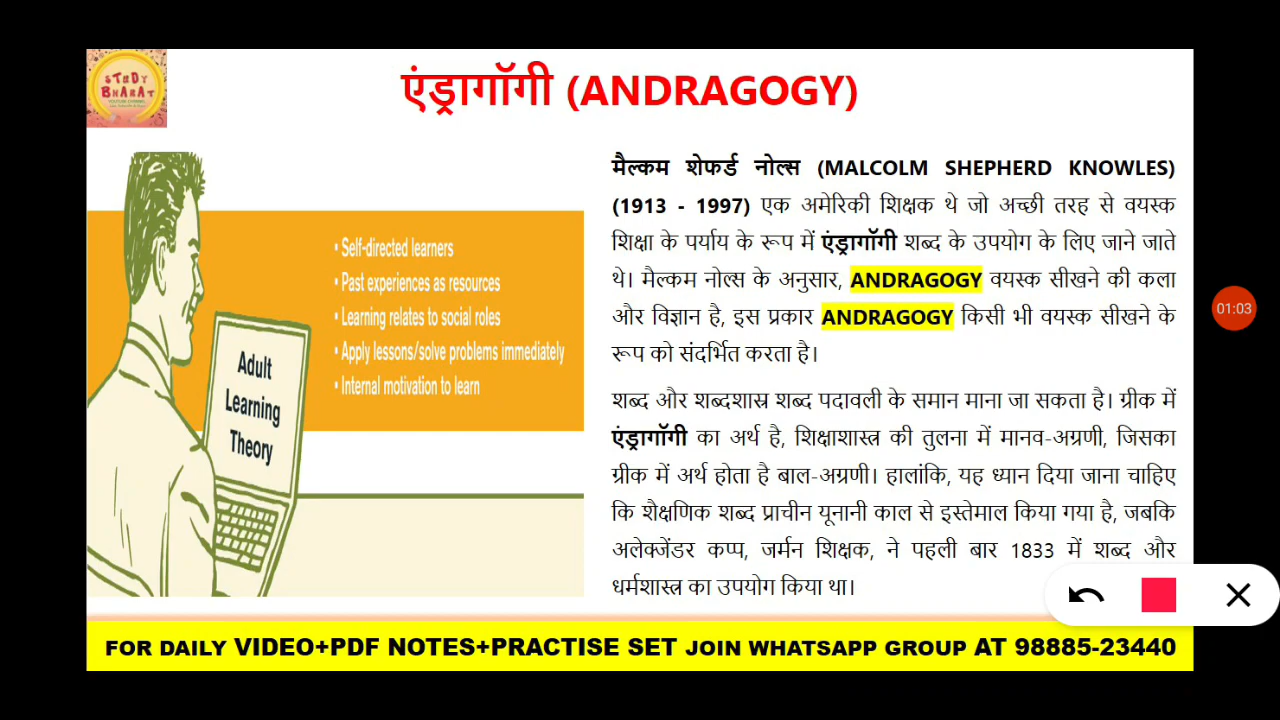 STUDY
BHARAT
YOUTUBE CHANNEL
एंड्रागॉगी (ANDRAGOGY)
• Self-directed learners
• Past experiences as resources
• Learning relates to social roles
• Apply lessons/solve problems immediately
• Internal motivation to learn
Adult
Learning
Theory
मैल्कम शेफर्ड नोल्स (MALCOLM SHEPHERD KNOWLES)
(1913 - 1997) एक अमेरिकी शिक्षक थे जो अच्छी तरह से वयस्क
शिक्षा के पर्याय के रूप में एंड्रागॉगी शब्द के उपयोग के लिए जाने जाते
थे। मैल्कम नोल्स के अनुसार, ANDRAGOGY वयस्क सीखने की कला
और विज्ञान है, इस प्रकार ANDRAGOGY किसी भी वयस्क सीखने के
रूप को संदर्भित करता है।
शब्द और शब्दशास्त्र शब्द पदावली के समान माना जा सकता है। ग्रीक में
एंड्रागॉगी का अर्थ है, शिक्षाशास्त्र की तुलना में मानव-अग्रणी, जिसका
ग्रीक में अर्थ होता है बाल-अग्रणी। हालांकि, यह ध्यान दिया जाना चाहिए
कि शैक्षणिक शब्द प्राचीन यूनानी काल से इस्तेमाल किया गया है, जबकि
अलेक्जेंडर कप्प, जर्मन शिक्षक, ने पहली बार 1833 में शब्द और
धर्मशास्त्र का उपयोग किया था।
01:03
FOR DAILY VIDEO+PDF NOTES+PRACTISE SET JOIN WHATSAPP GROUP AT 98885-23440